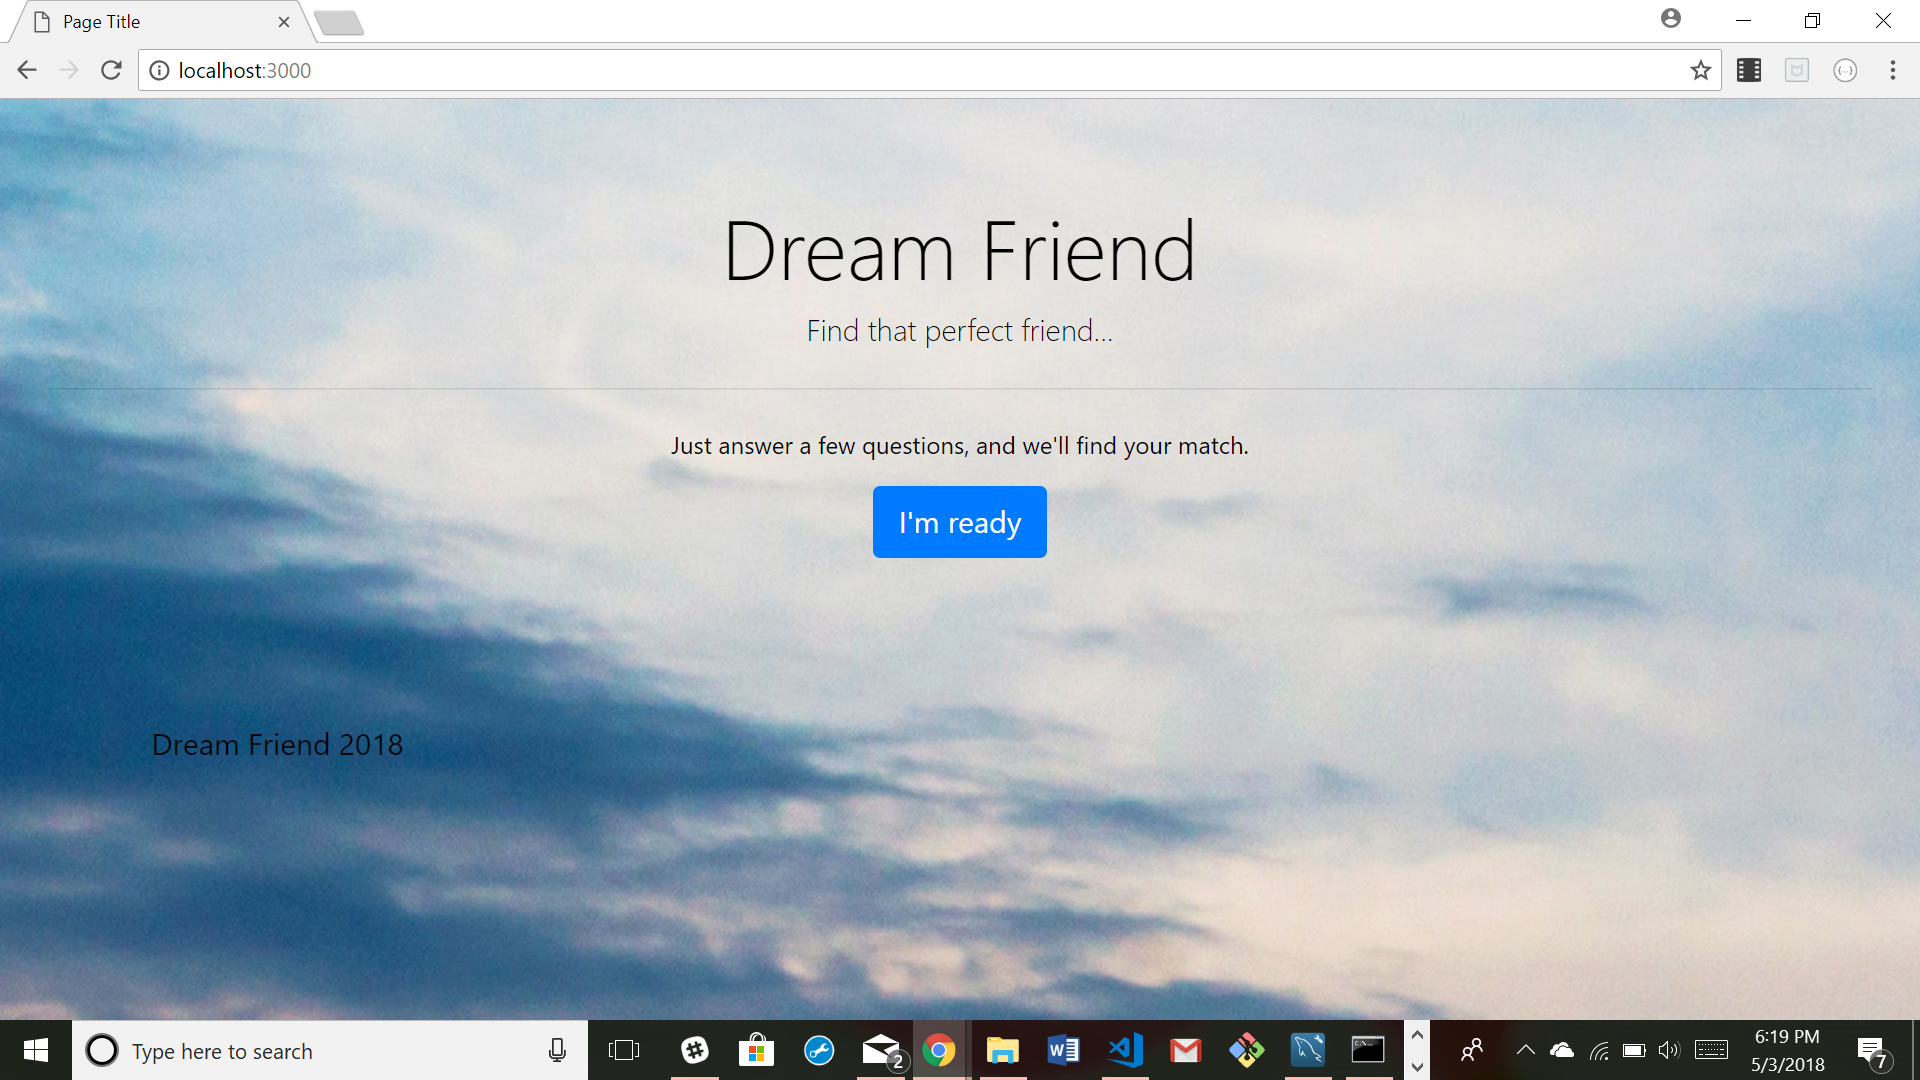 Page Title
localhost:3000
Dream Friend
Find that perfect friend...
Just answer a few questions, and we'll find your match.
I'm ready
Dream Friend 2018
Type here to search
2
6:19 PM
5/3/2018
7